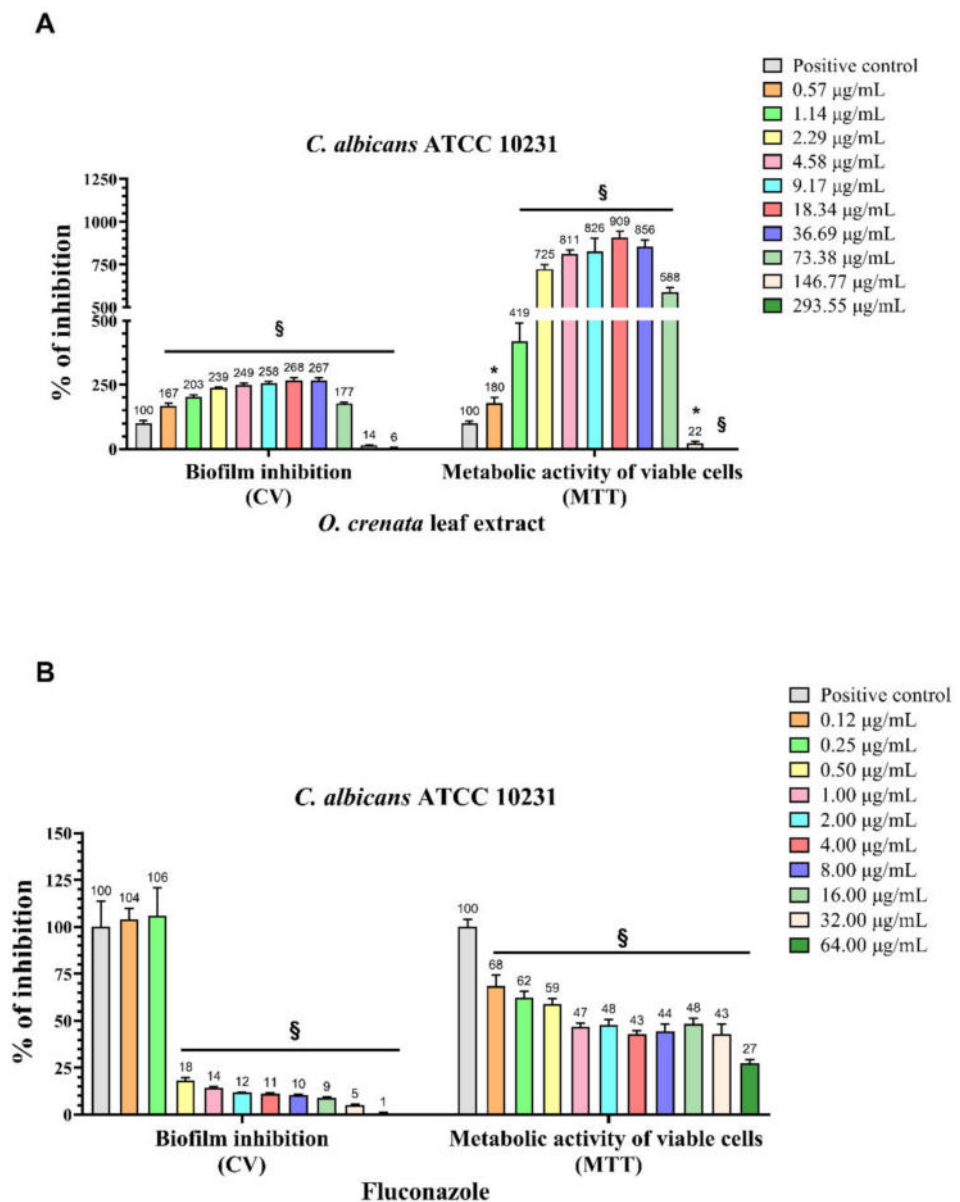 A
C. albicans ATCC 10231
Positive control
0.57 µg/mL
1.14 µg/mL
2.29 µg/mL
4.58 µg/mL
9.17 µg/mL
18.34 µg/mL
36.69 µg/mL
73.38 µg/mL
146.77 µg/mL
293.55 µg/mL
% of inhibition
1250
1000
750
500
500
250
0
§
100
167
203
239
249
258
268
267
177
14
6
§
100
*
180
419
725
811
826
909
856
588
*
22
§
Biofilm inhibition
(CV)
Metabolic activity of viable cells
(MTT)
O. crenata leaf extract
B
C. albicans ATCC 10231
Positive control
0.12 µg/mL
0.25 µg/mL
0.50 µg/mL
1.00 µg/mL
2.00 µg/mL
4.00 µg/mL
8.00 µg/mL
16.00 µg/mL
32.00 µg/mL
64.00 µg/mL
% of inhibition
150
125
100
75
50
25
0
100
104
106
§
18
14
12
11
10
9
5
1
100
§
68
62
59
47
48
43
44
48
43
27
Biofilm inhibition
(CV)
Metabolic activity of viable cells
(MTT)
Fluconazole